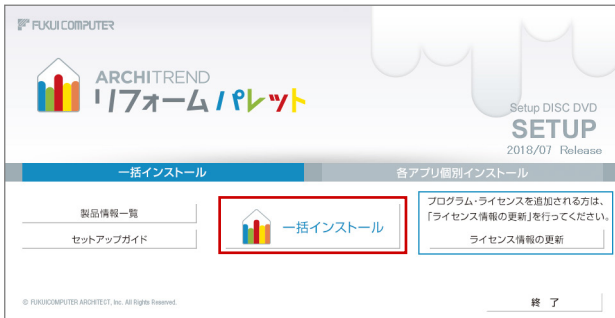 FUKUI COMPUTER
ARCHITREND
リフォームパレット
Setup DISC DVD
SETUP
2018/07 Release
一括インストール
各アプリ個別インストール
製品情報一覧
セットアップガイド
一括インストール
プログラム・ライセンスを追加される方は、
「ライセンス情報の更新」を行ってください。
ライセンス情報の更新
© FUKUICOMPUTER ARCHITECT, Inc. All Rights Reserved.
終 了